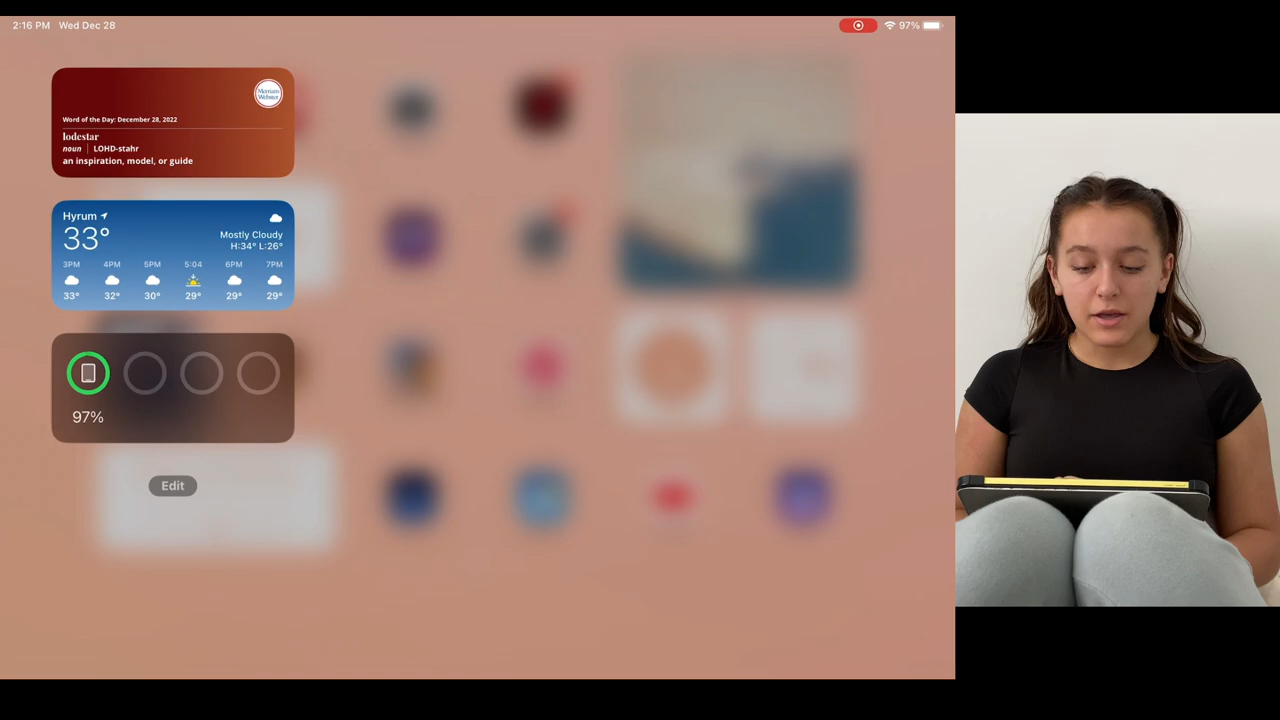 2:16 PM Wed Dec 28
97%
Merriam
Webster
Word of the Day: December 28, 2022
lodestar
noun | LOHD-stahr
an inspiration, model, or guide
Hyrum
33°
Mostly Cloudy
H:34° L:26°
3PM 4PM 5PM 5:04 6PM 7PM
33° 32° 30° 29° 29° 29°
97%
Edit